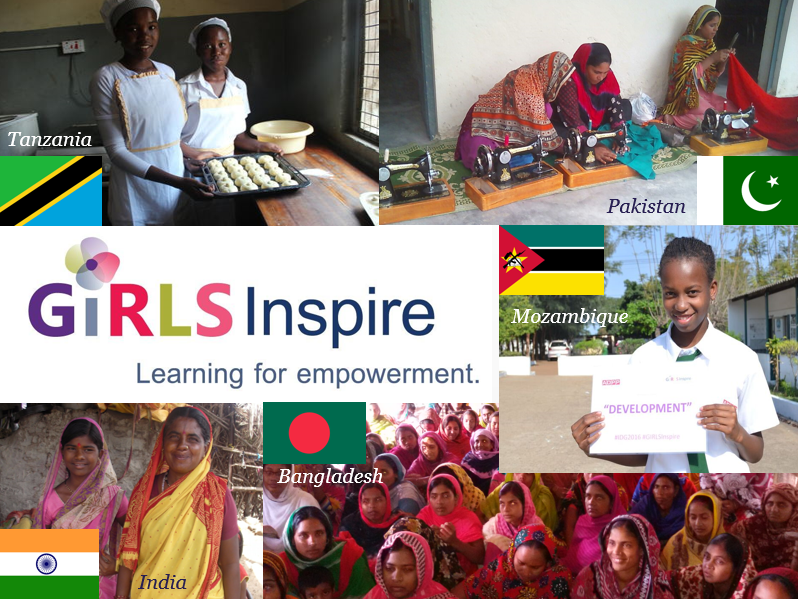 Tanzania
Pakistan
GiRLS Inspire
Learning for empowerment.
Mozambique
"DEVELOPMENT"
Bangladesh
India